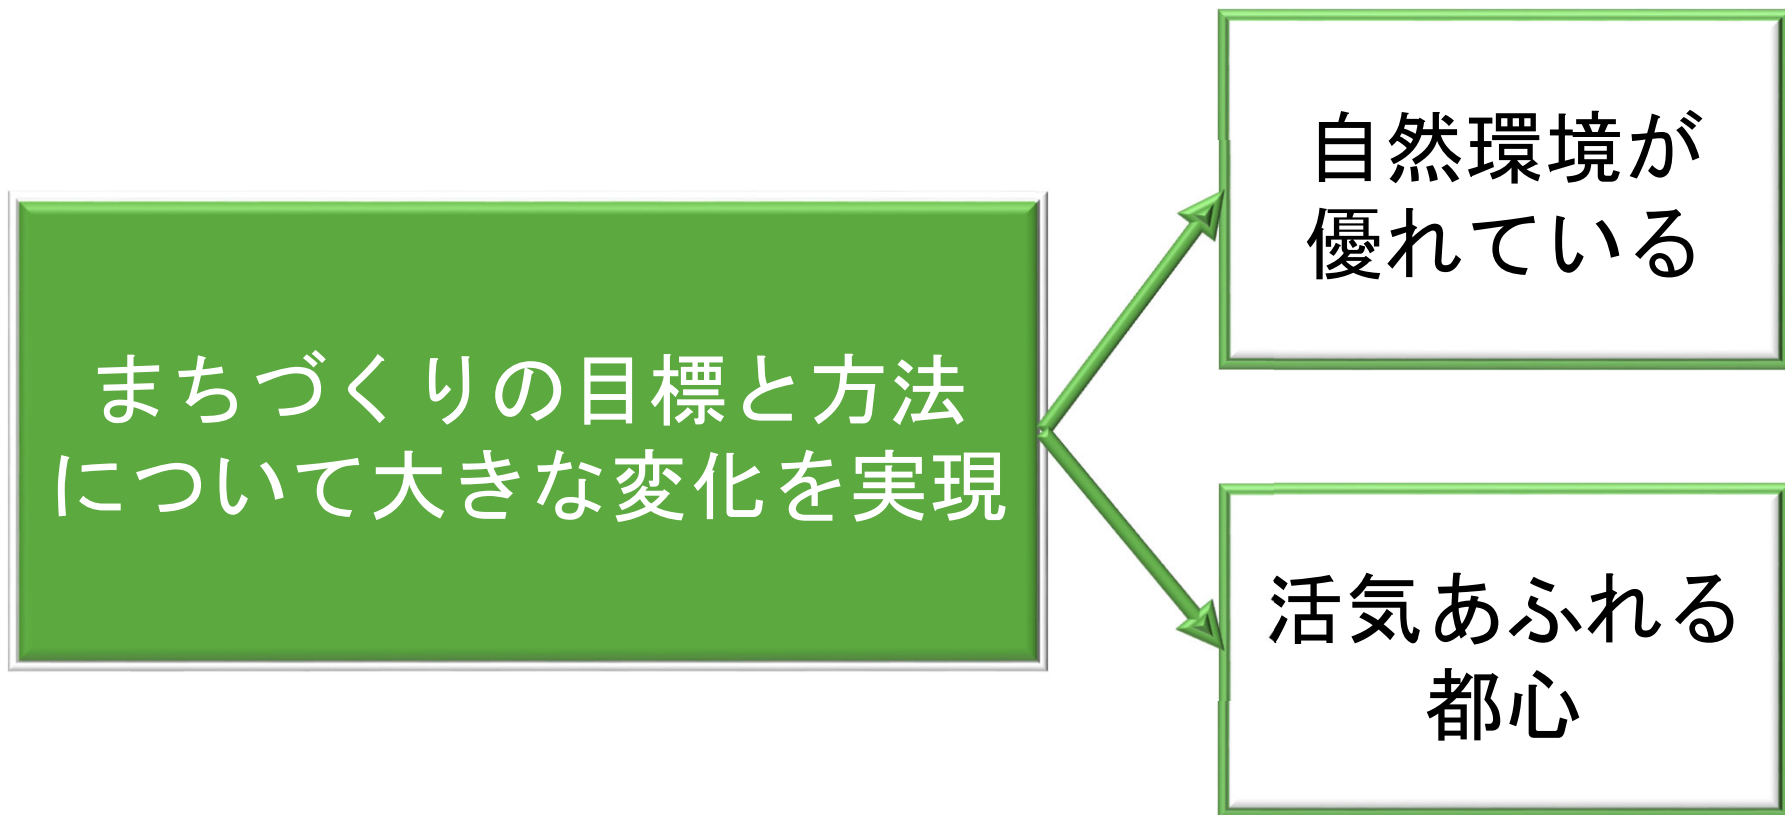 まちづくりの目標と方法
について大きな変化を実現
自然環境が
優れている
活気あふれる
都心